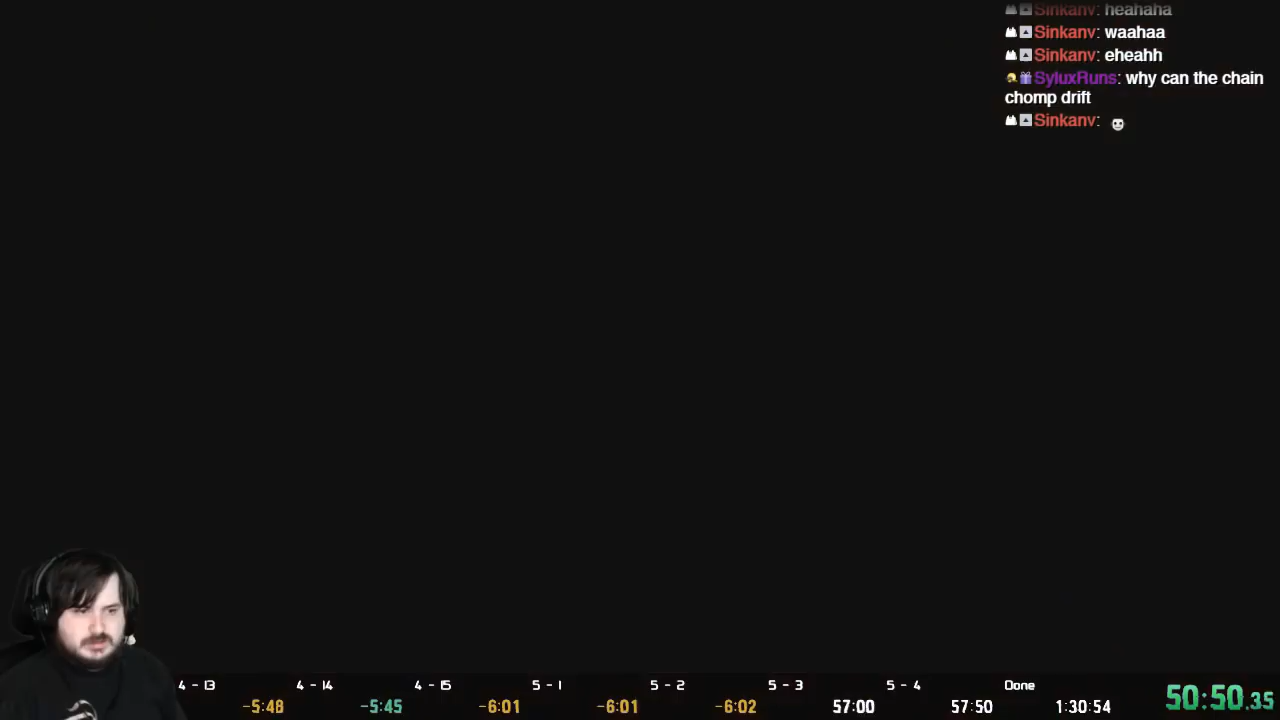 Sinkanv: heahaha
Sinkanv: waahaa
Sinkanv: eheahh
SyluxRuns: why can the chain
chomp drift
Sinkanv:
4 - 13 4 - 14 4 - 15 5 - 1 5 - 2 5 - 3 5 - 4 Done
-5:48 -5:45 -6:01 -6:01 -6:02 57:00 57:50 1:30:54
50:50.35